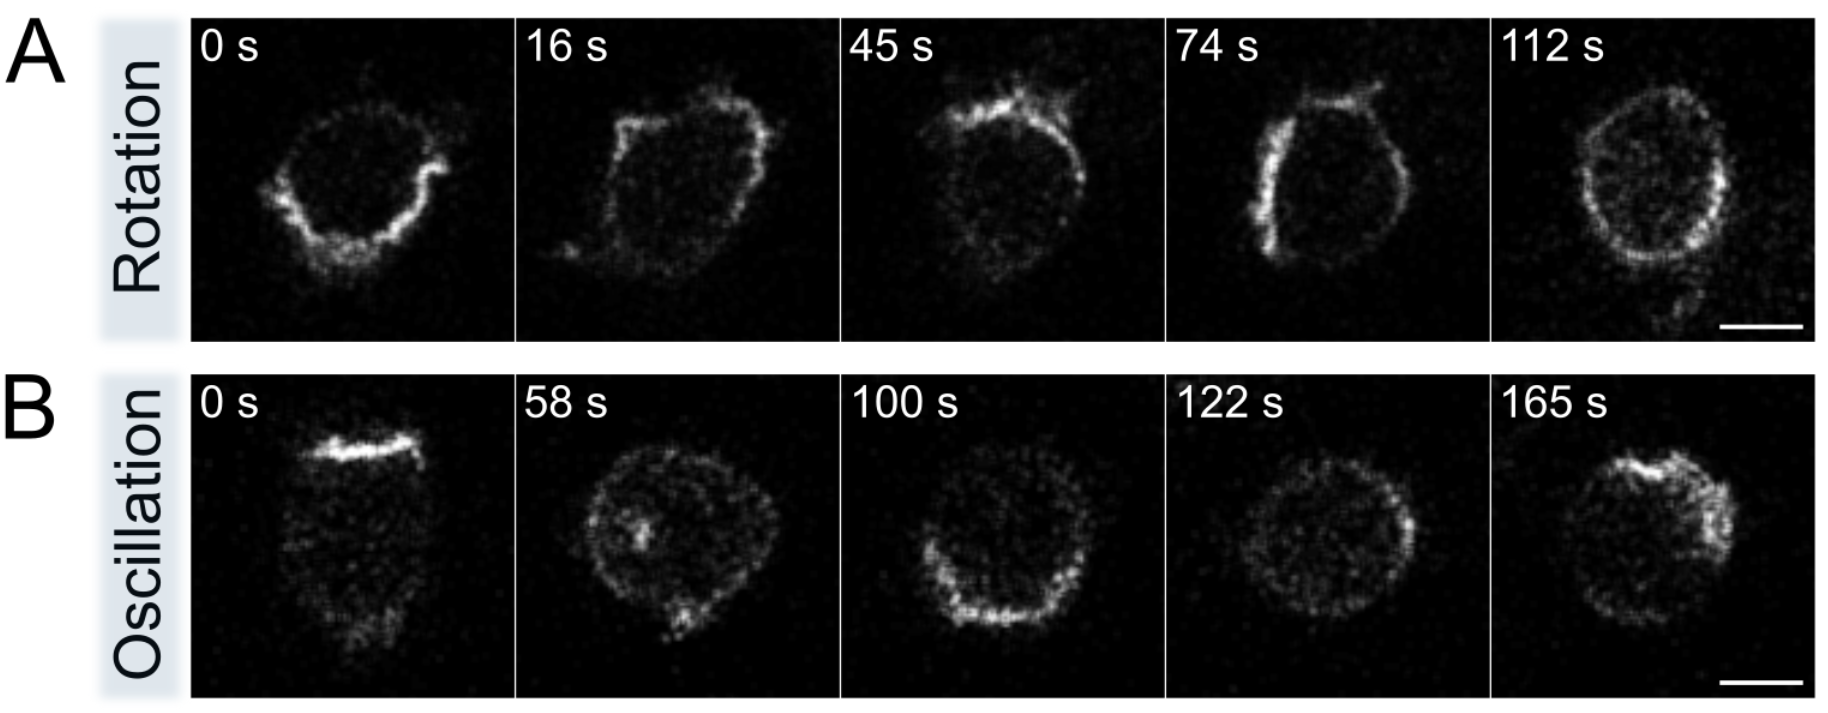 A
Rotation
0 s
16 s
45 s
74 s
112 s
B
Oscillation
0 s
58 s
100 s
122 s
165 s